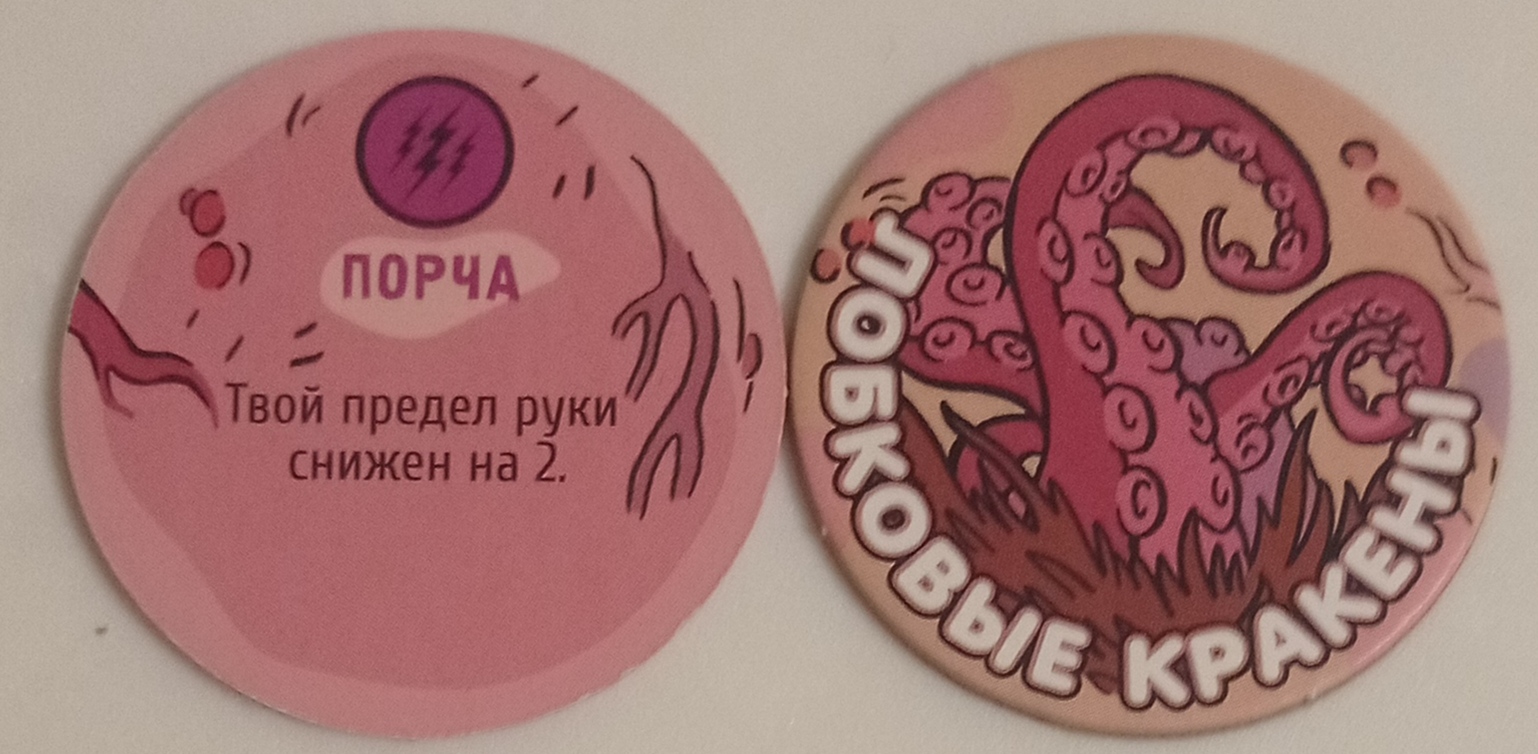 ПОРЧА
Твой предел руки
снижен на 2.
ЛОБКОВЫЕ КРАКЕНЫ